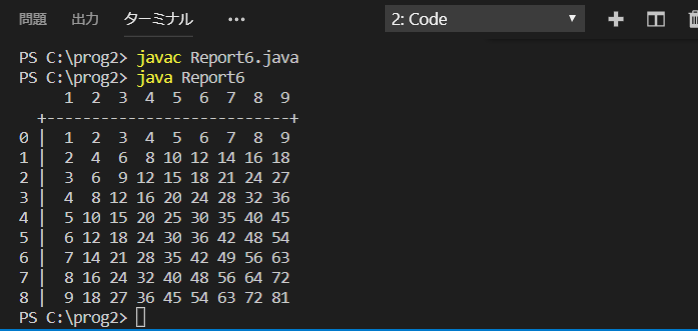 問題 出力 ターミナル ••• 2: Code
PS C:\prog2> javac Report6.java
PS C:\prog2> java Report6
     1  2  3  4  5  6  7  8  9
  +---------------------------+
0 |  1  2  3  4  5  6  7  8  9
1 |  2  4  6  8 10 12 14 16 18
2 |  3  6  9 12 15 18 21 24 27
3 |  4  8 12 16 20 24 28 32 36
4 |  5 10 15 20 25 30 35 40 45
5 |  6 12 18 24 30 36 42 48 54
6 |  7 14 21 28 35 42 49 56 63
7 |  8 16 24 32 40 48 56 64 72
8 |  9 18 27 36 45 54 63 72 81
PS C:\prog2>